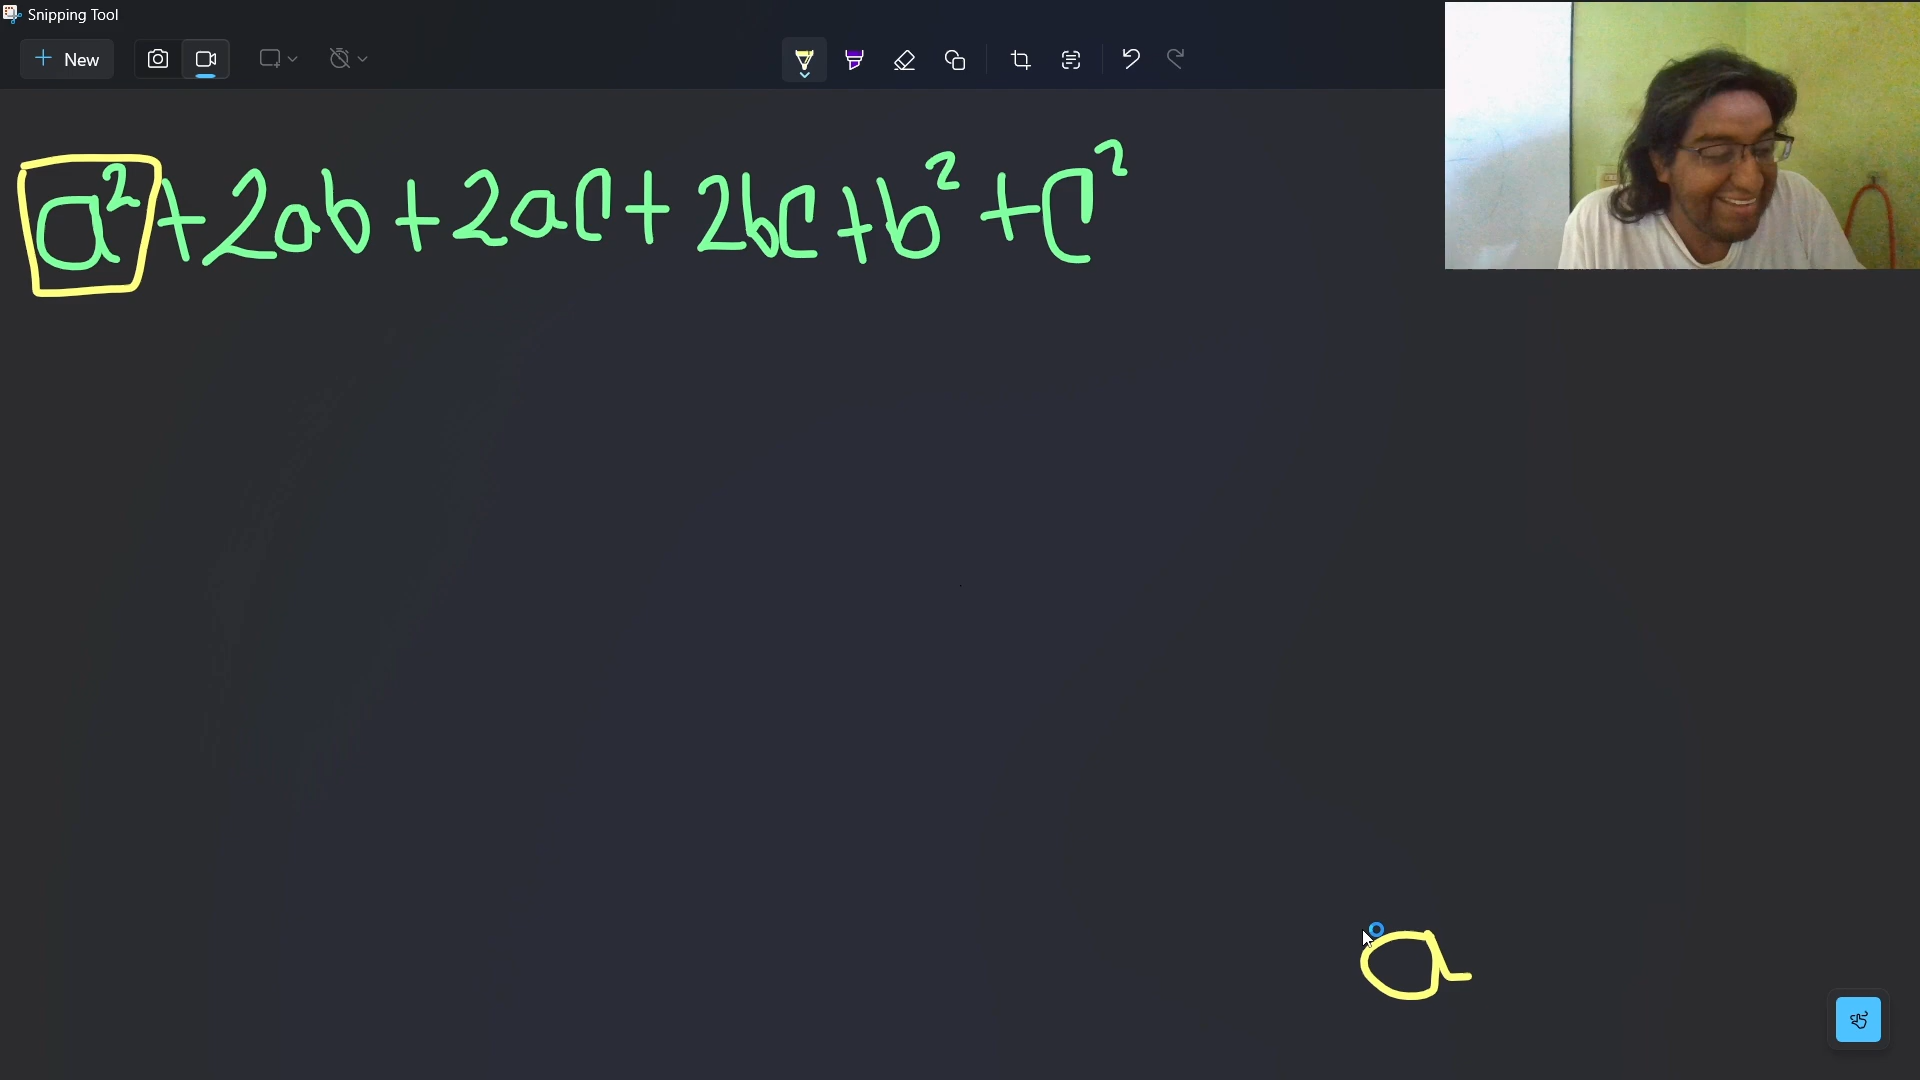 Snipping Tool
New
a²+2ab+2ac+2bc+b²+c²
a